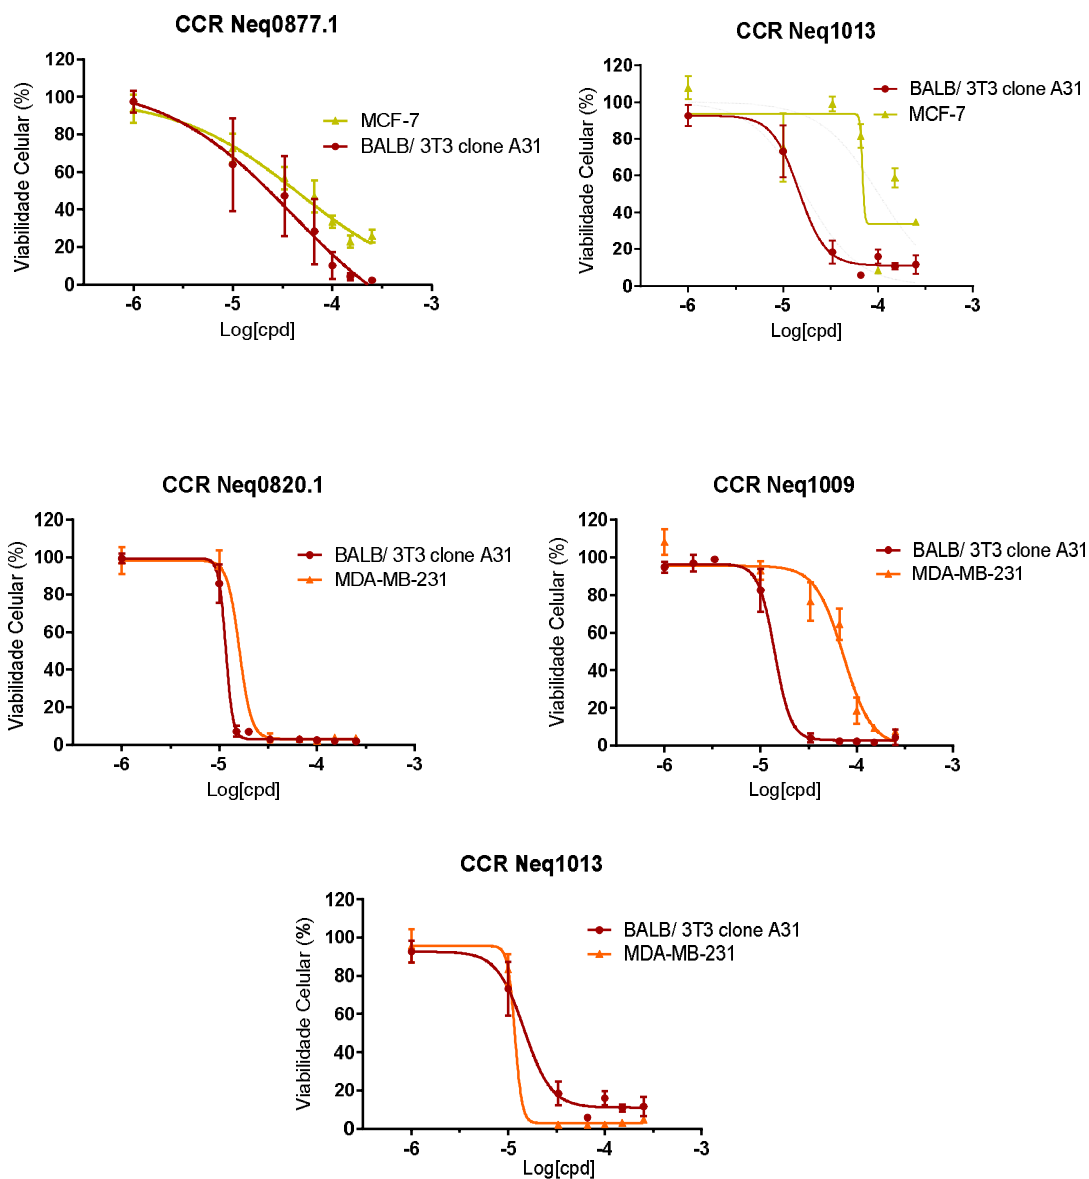 CCR Neq0877.1
Viabilidade Celular (%)
120
100
80
60
40
20
0
-6
-5
-4
-3
Log[cpd]
MCF-7
BALB/ 3T3 clone A31
CCR Neq1013
Viabilidade Celular (%)
120
100
80
60
40
20
0
-6
-5
-4
-3
Log[cpd]
BALB/ 3T3 clone A31
MCF-7
CCR Neq0820.1
Viabilidade Celular (%)
120
100
80
60
40
20
0
-6
-5
-4
-3
Log[cpd]
BALB/ 3T3 clone A31
MDA-MB-231
CCR Neq1009
Viabilidade Celular (%)
120
100
80
60
40
20
0
-6
-5
-4
-3
Log[cpd]
BALB/ 3T3 clone A31
MDA-MB-231
CCR Neq1013
Viabilidade Celular (%)
120
100
80
60
40
20
0
-6
-5
-4
-3
Log[cpd]
BALB/ 3T3 clone A31
MDA-MB-231